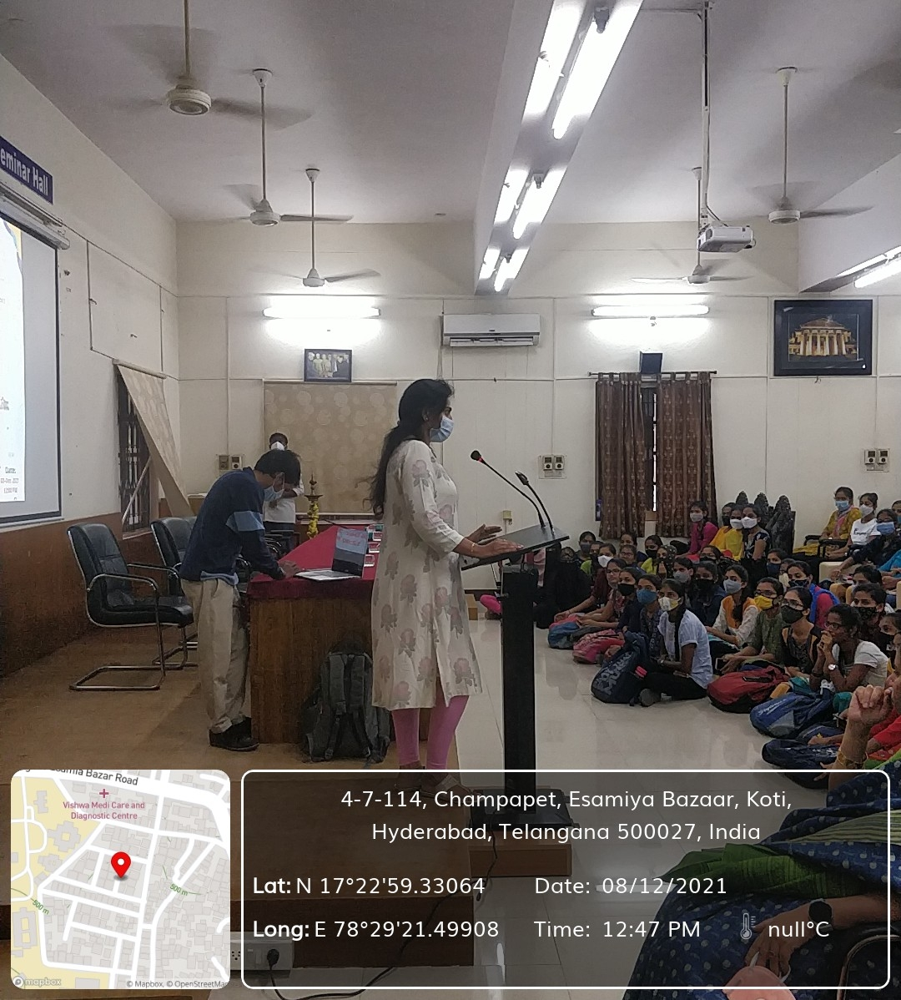 eminar Hall
Esamia Bazar Road
Vishwa Medi Care and
Diagnostic Centre
500 m
500 m
mapbox
© Mapbox, © OpenStreetMap
4-7-114, Champapet, Esamiya Bazaar, Koti,
Hyderabad, Telangana 500027, India
Lat: N 17°22'59.33064
Date: 08/12/2021
Long: E 78°29'21.49908
Time: 12:47 PM
null°C